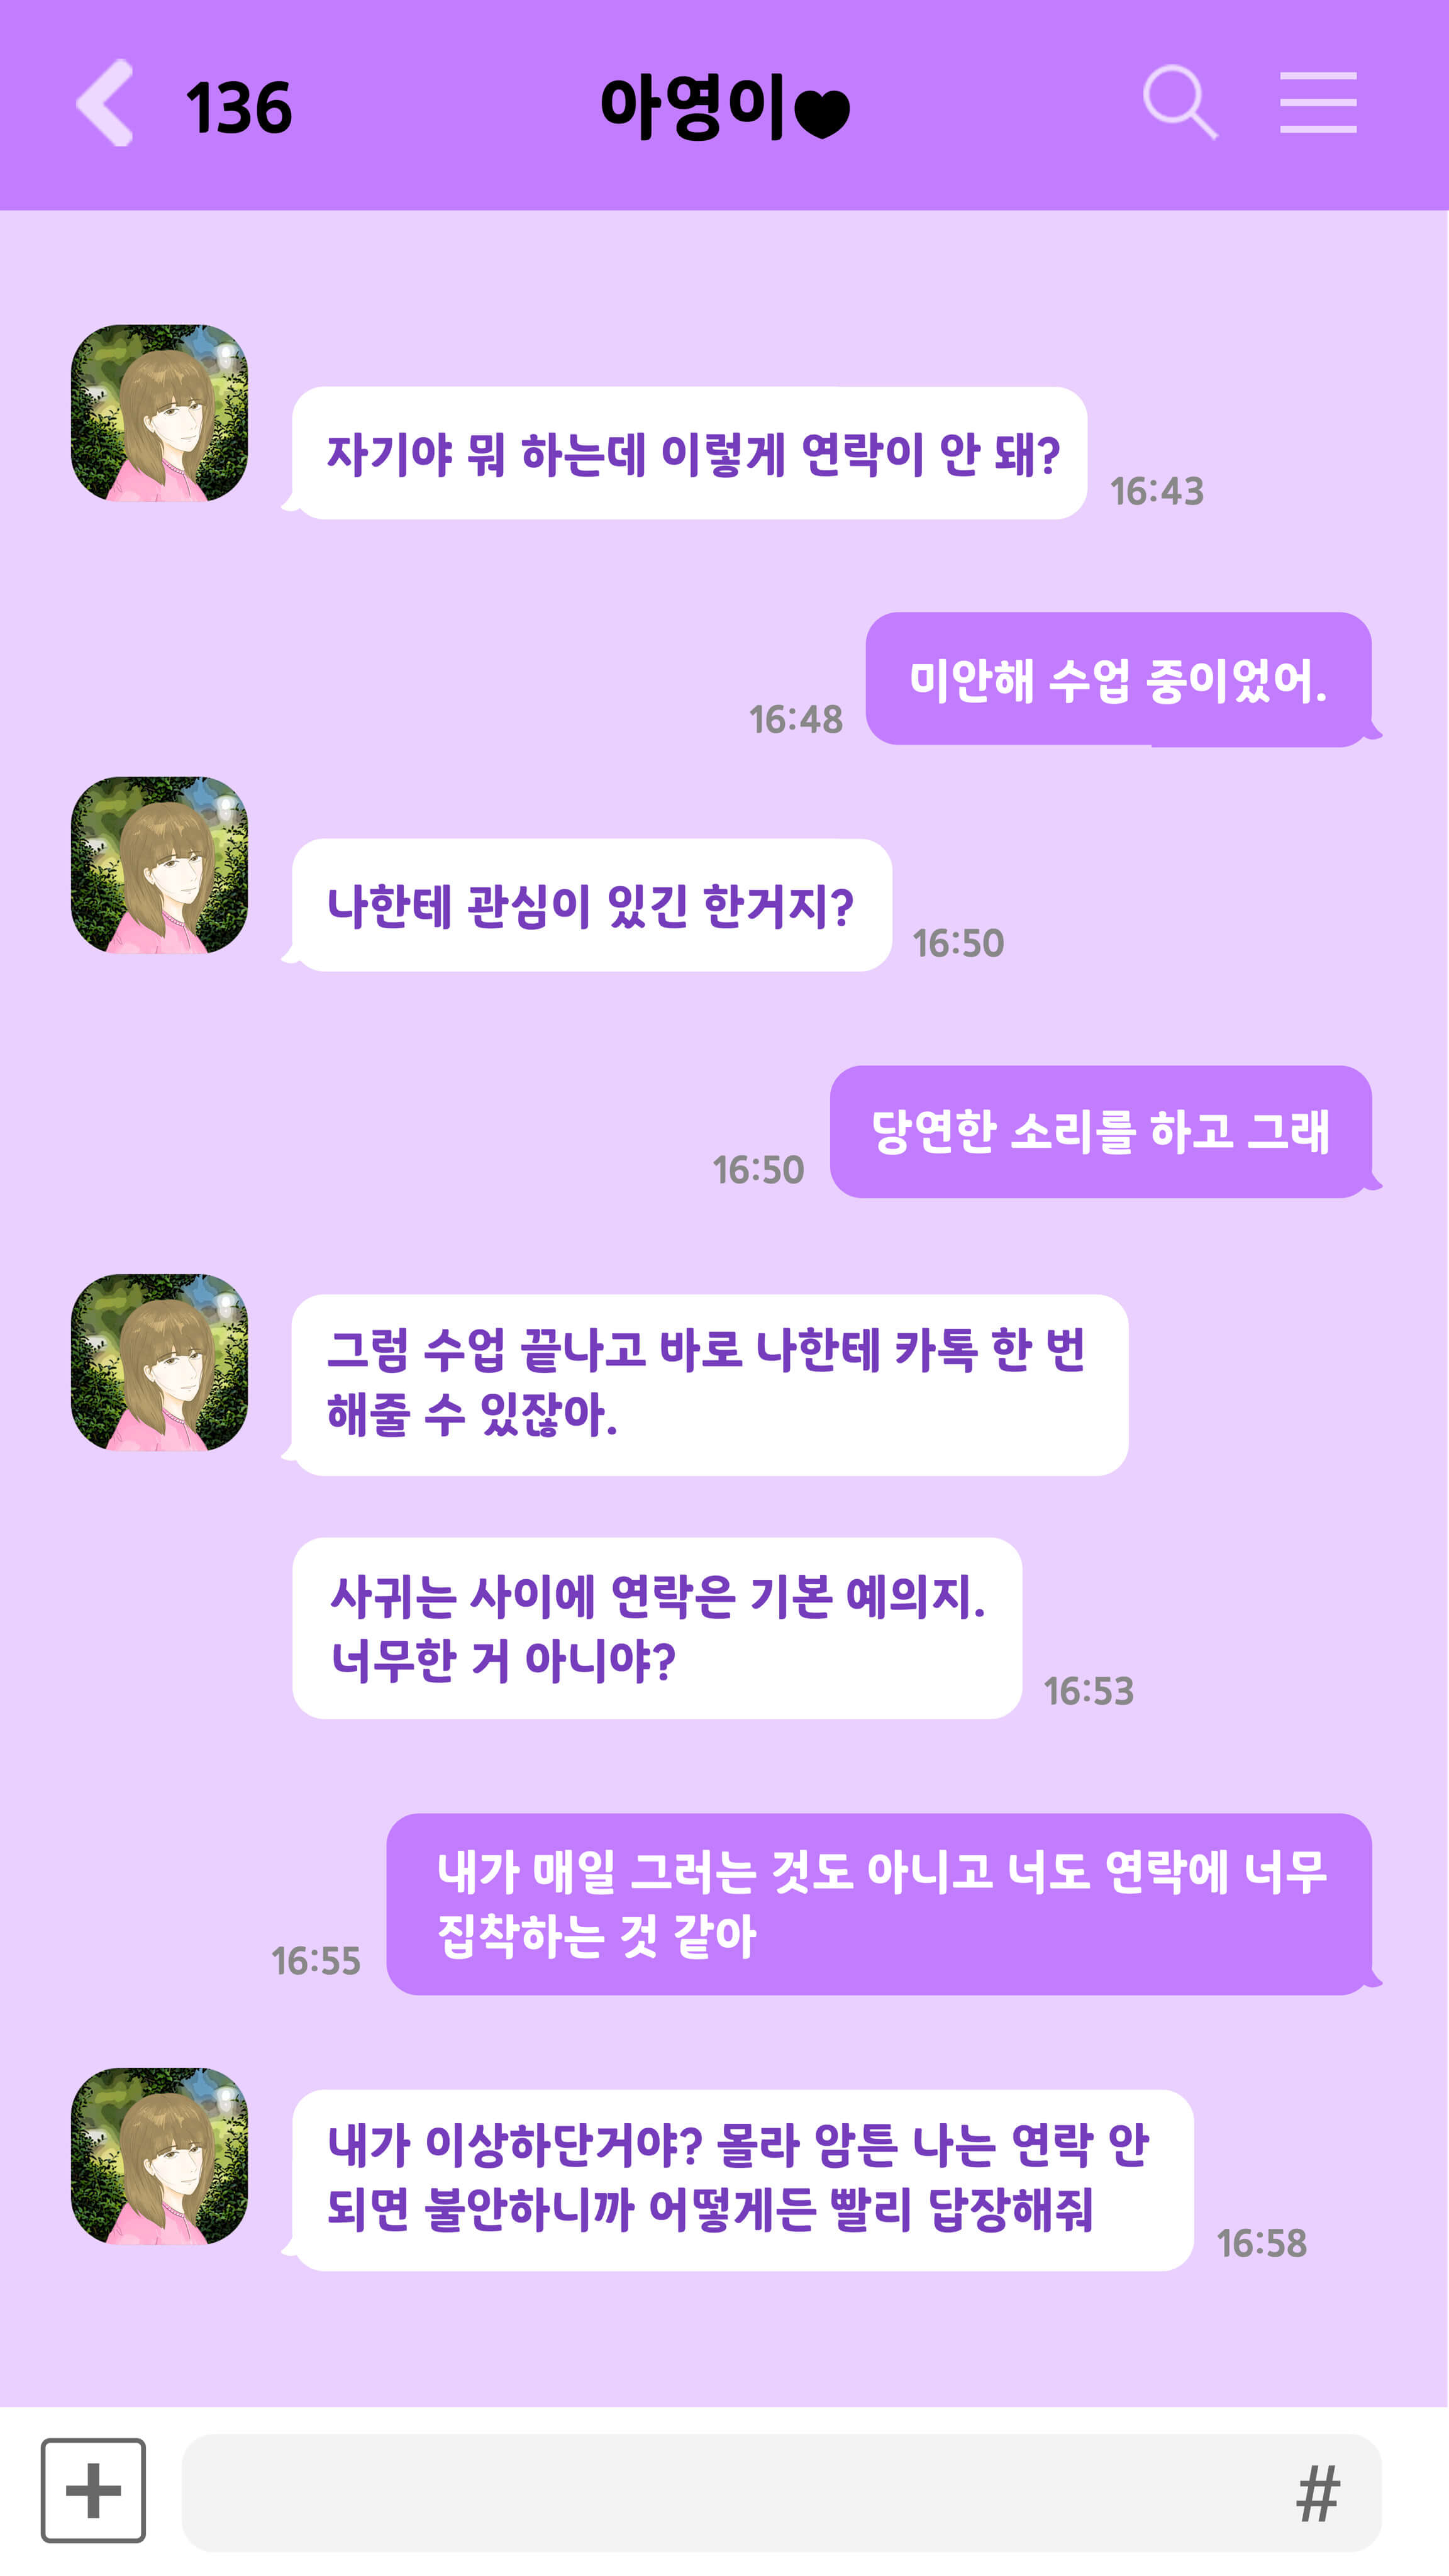 136
아영이♥
자기야 뭐 하는데 이렇게 연락이 안 돼?
16:43
미안해 수업 중이었어.
16:48
나한테 관심이 있긴 한거지?
16:50
당연한 소리를 하고 그래
16:50
그럼 수업 끝나고 바로 나한테 카톡 한 번
해줄 수 있잖아.
사귀는 사이에 연락은 기본 예의지.
너무한 거 아니야?
16:53
내가 매일 그러는 것도 아니고 너도 연락에 너무
집착하는 것 같아
16:55
내가 이상하단거야? 몰라 암튼 나는 연락 안
되면 불안하니까 어떻게든 빨리 답장해줘
16:58
#